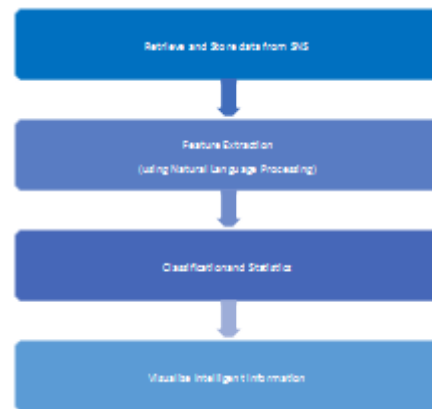 Retrieve and Store data from SNS
Feature Extraction
(using Natural Language Processing)
Classification and Statistics
Visualize Intelligent Information